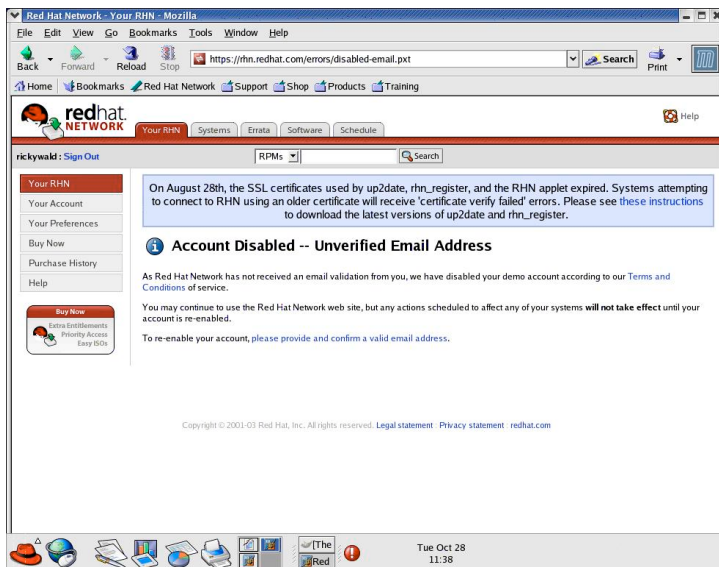 Red Hat Network - Your RHN - Mozilla
File Edit View Go Bookmarks Tools Window Help
Back Forward Reload Stop https://rhn.redhat.com/errors/disabled-email.pxt Search Print
Home Bookmarks Red Hat Network Support Shop Products Training
redhat.
NETWORK
Your RHN Systems Errata Software Schedule Help
rickywald : Sign Out RPMs Search
Your RHN
Your Account
Your Preferences
Buy Now
Purchase History
Help
Buy Now
Extra Entitlements
Priority Access
Easy ISOs
On August 28th, the SSL certificates used by up2date, rhn_register, and the RHN applet expired. Systems attempting
to connect to RHN using an older certificate will receive 'certificate verify failed' errors. Please see these instructions
to download the latest versions of up2date and rhn_register.
Account Disabled -- Unverified Email Address
As Red Hat Network has not received an email validation from you, we have disabled your demo account according to our Terms and
Conditions of service.
You may continue to use the Red Hat Network web site, but any actions scheduled to affect any of your systems will not take effect until your
account is re-enabled.
To re-enable your account, please provide and confirm a valid email address.
Copyright © 2001-03 Red Hat, Inc. All rights reserved. Legal statement : Privacy statement : redhat.com
[The
Red
Tue Oct 28
11:38